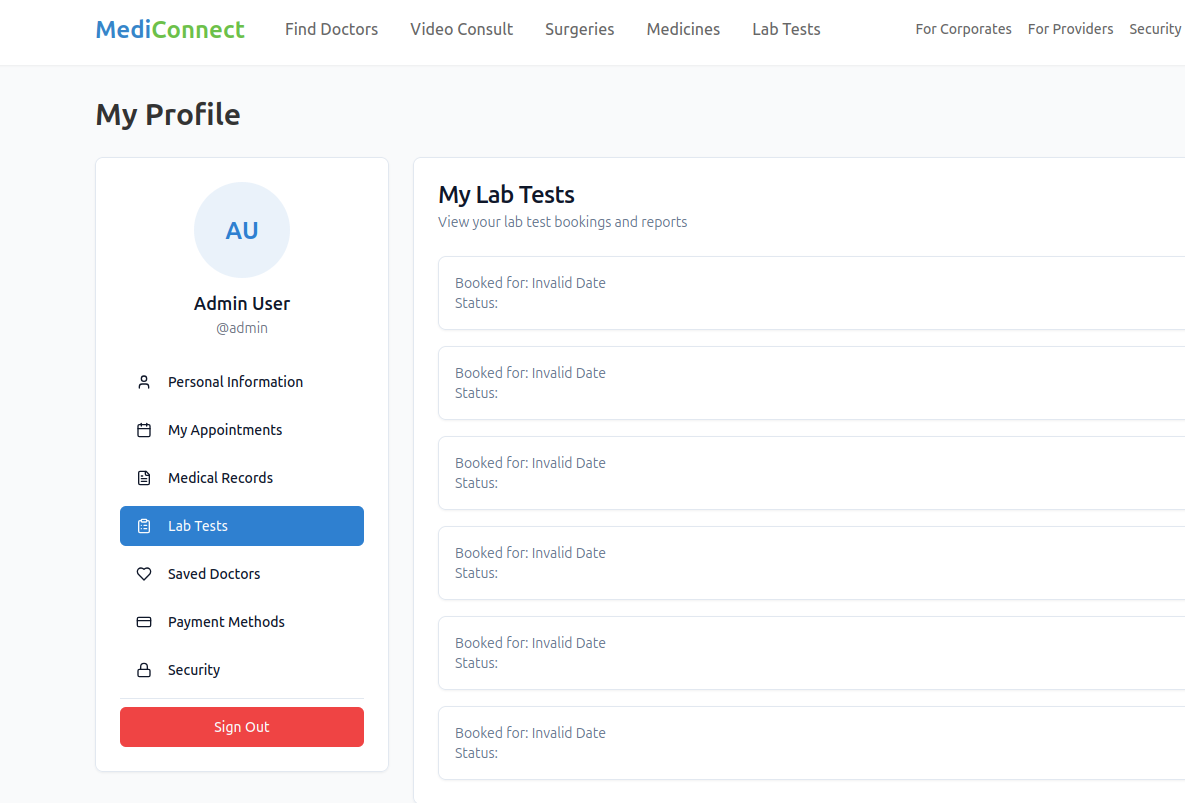 MediConnect Find Doctors Video Consult Surgeries Medicines Lab Tests For Corporates For Providers Security
My Profile
AU
Admin User
@admin
Personal Information
My Appointments
Medical Records
Lab Tests
Saved Doctors
Payment Methods
Security
Sign Out
My Lab Tests
View your lab test bookings and reports
Booked for: Invalid Date
Status:
Booked for: Invalid Date
Status:
Booked for: Invalid Date
Status:
Booked for: Invalid Date
Status:
Booked for: Invalid Date
Status:
Booked for: Invalid Date
Status: